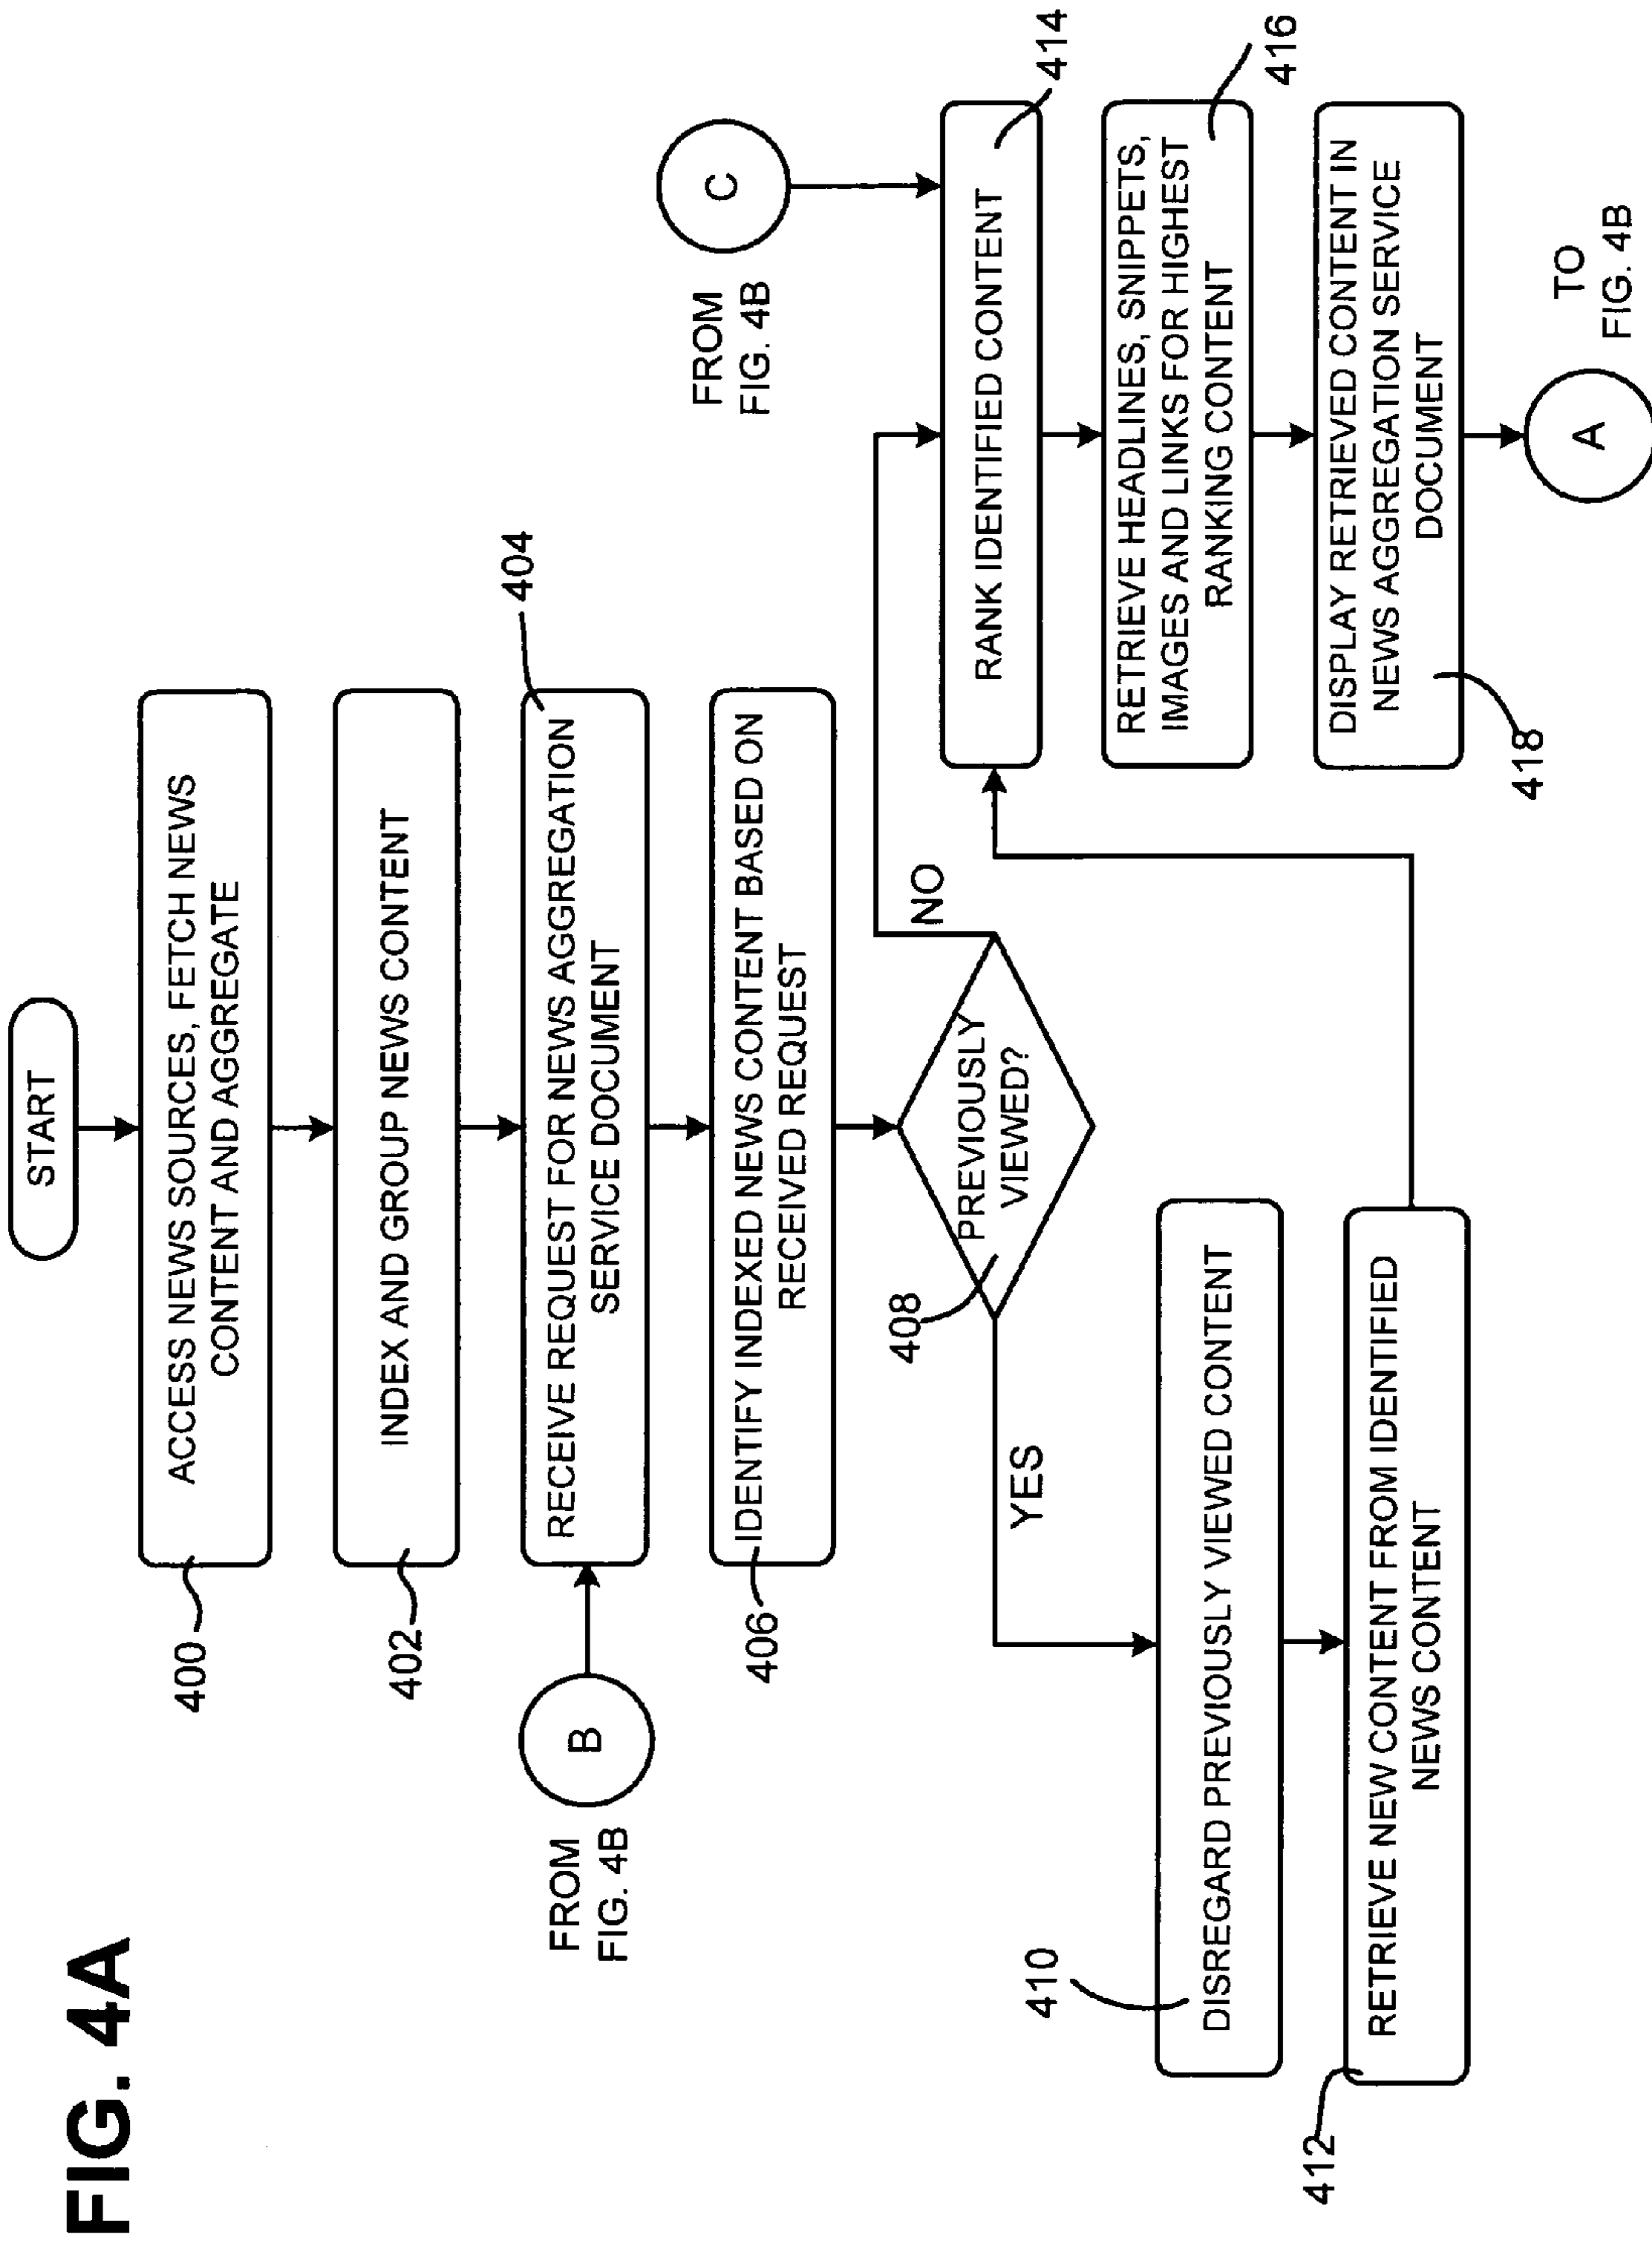 FIG. 4A
START
ACCESS NEWS SOURCES, FETCH NEWS
CONTENT AND AGGREGATE
400
INDEX AND GROUP NEWS CONTENT
402
404
RECEIVE REQUEST FOR NEWS AGGREGATION
SERVICE DOCUMENT
B
FROM
FIG. 4B
IDENTIFY INDEXED NEWS CONTENT BASED ON
RECEIVED REQUEST
406
PREVIOUSLY
VIEWED?
408
NO
YES
410
DISREGARD PREVIOUSLY VIEWED CONTENT
RETRIEVE NEW CONTENT FROM IDENTIFIED
NEWS CONTENT
412
FROM
FIG. 4B
C
RANK IDENTIFIED CONTENT
414
RETRIEVE HEADLINES, SNIPPETS,
IMAGES AND LINKS FOR HIGHEST
RANKING CONTENT
416
DISPLAY RETRIEVED CONTENT IN
NEWS AGGREGATION SERVICE
DOCUMENT
418
A
TO
FIG. 4B